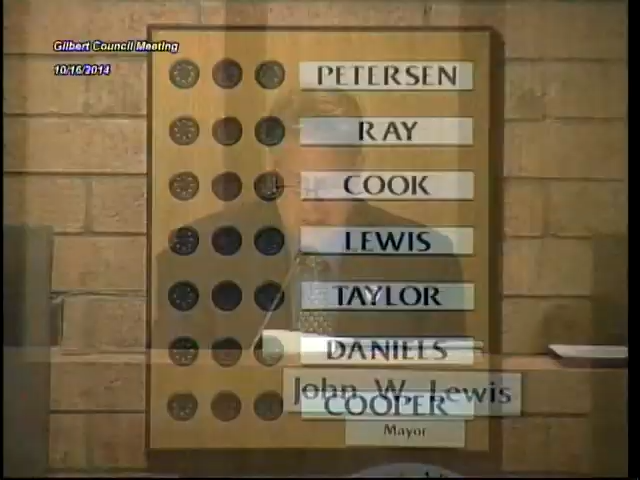 Gilbert Council Meeting
10/16/2014
PETERSEN
RAY
COOK
LEWIS
TAYLOR
DANIELS
John W. Lewis
COOPER
Mayor